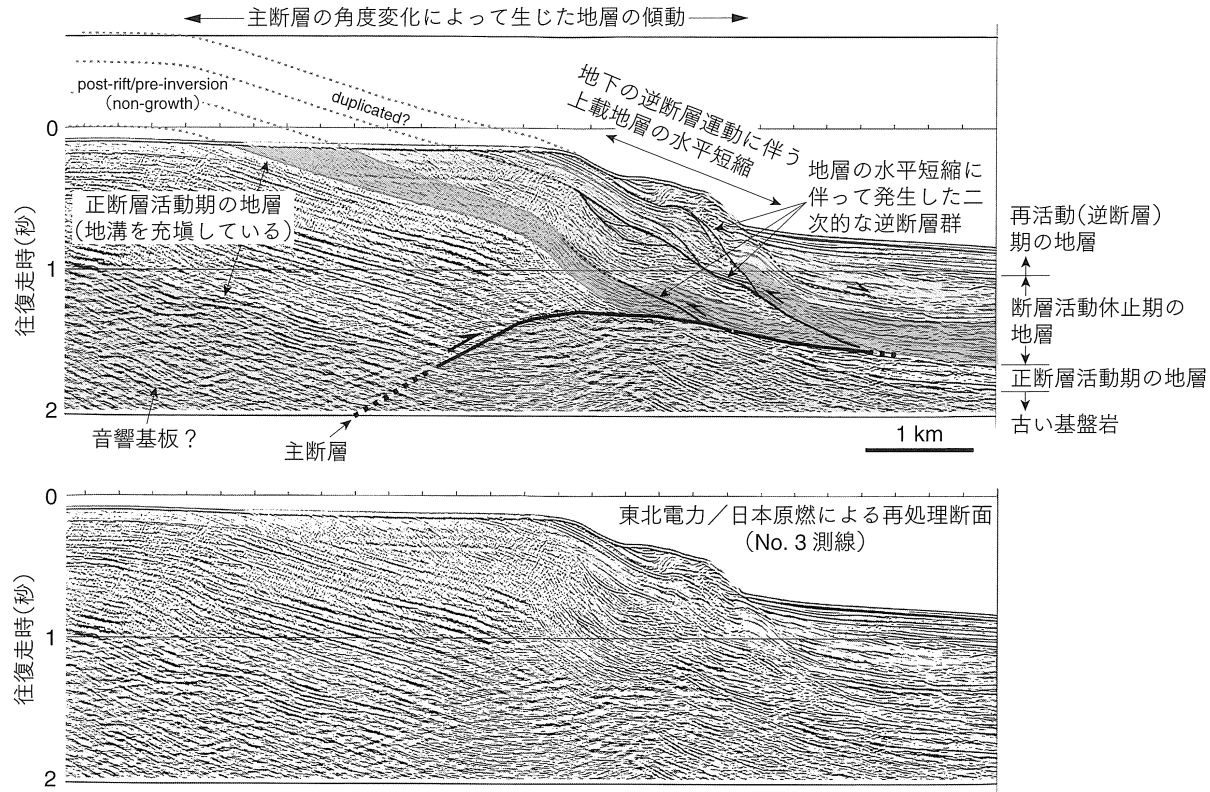 主断層の角度変化によって生じた地層の傾動
post-rift/pre-inversion
(non-growth)
duplicated?
地下の逆断層運動に伴う
上載地層の水平短縮
地層の水平短縮に
伴って発生した二
次的な逆断層群
正断層活動期の地層
(地溝を充塡している)
往復走時(秒)
0
1
2
再活動(逆断層)
期の地層
断層活動休止期の
地層
正断層活動期の地層
古い基盤岩
音響基板?
主断層
1 km
東北電力/日本原燃による再処理断面
(No. 3 測線)
往復走時(秒)
0
1
2